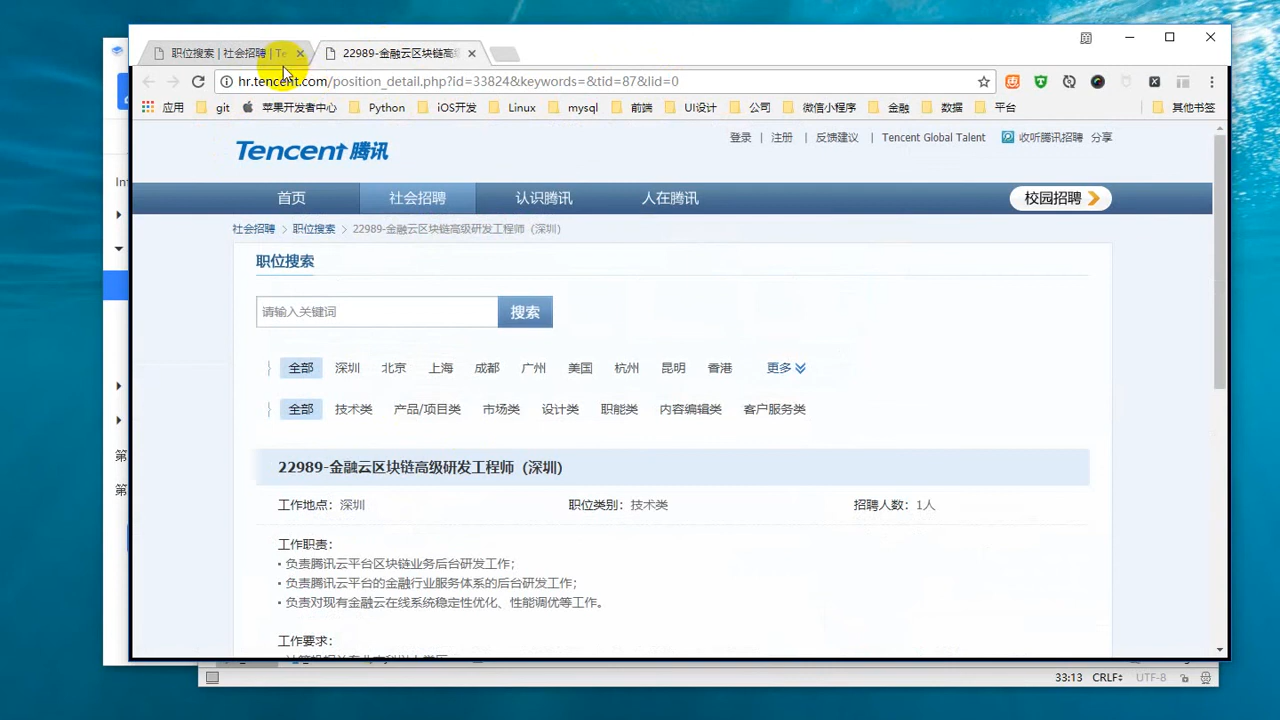 职位搜索 | 社会招聘 | Te
22989-金融云区块链高级
hr.tencent.com/position_detail.php?id=33824&keywords=&tid=87&lid=0
应用 git 苹果开发者中心 Python iOS开发 Linux mysql 前端 UI设计 公司 微信小程序 金融 数据 平台 其他书签
Tencent 腾讯
登录 | 注册 | 反馈建议 | Tencent Global Talent 收听腾讯招聘 分享
首页 社会招聘 认识腾讯 人在腾讯 校园招聘
社会招聘 > 职位搜索 > 22989-金融云区块链高级研发工程师（深圳）
职位搜索
请输入关键词 搜索
全部 深圳 北京 上海 成都 广州 美国 杭州 昆明 香港 更多
全部 技术类 产品/项目类 市场类 设计类 职能类 内容编辑类 客户服务类
22989-金融云区块链高级研发工程师（深圳）
工作地点：深圳 职位类别：技术类 招聘人数：1人
工作职责：
• 负责腾讯云平台区块链业务后台研发工作；
• 负责腾讯云平台的金融行业服务体系的后台研发工作；
• 负责对现有金融云在线系统稳定性优化、性能调优等工作。
工作要求：
Int
第
第
33:13 CRLF UTF-8